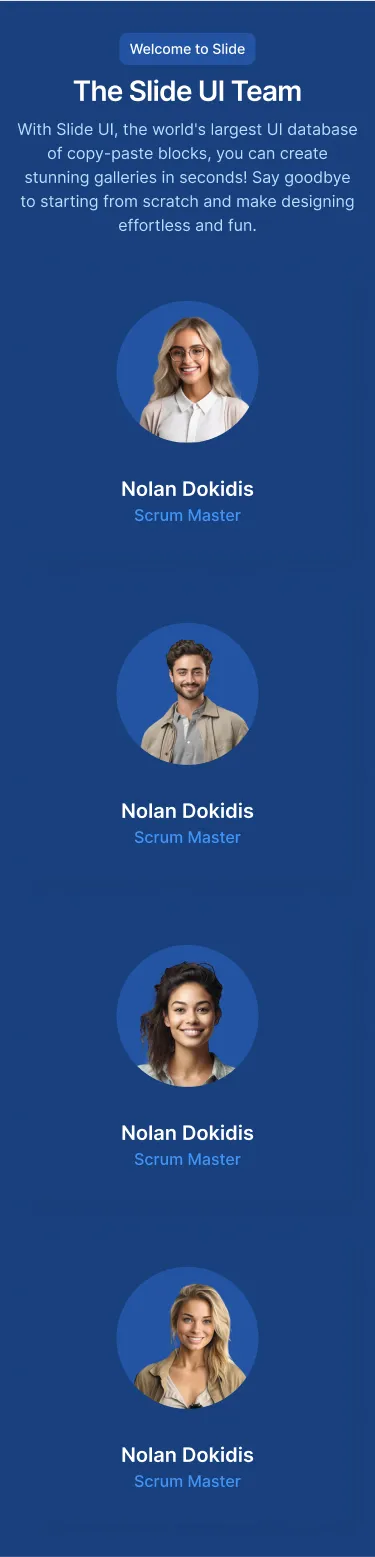 Welcome to Slide
The Slide UI Team
With Slide UI, the world's largest UI database
of copy-paste blocks, you can create
stunning galleries in seconds! Say goodbye
to starting from scratch and make designing
effortless and fun.
Nolan Dokidis
Scrum Master
Nolan Dokidis
Scrum Master
Nolan Dokidis
Scrum Master
Nolan Dokidis
Scrum Master